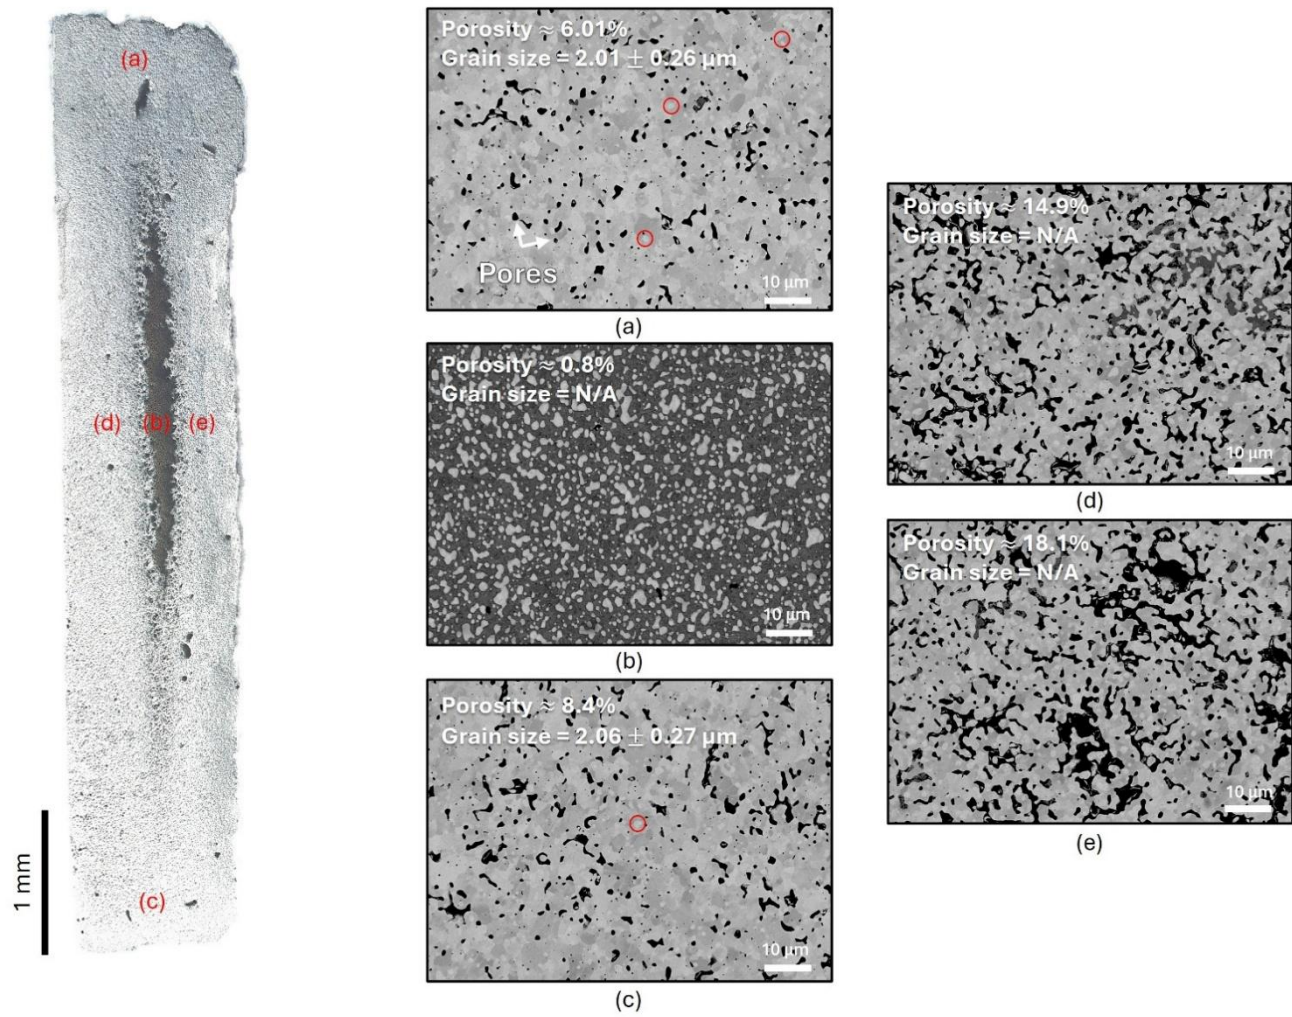 (a)
(d)
(b)
(e)
(c)
1 mm
Porosity ≈ 6.01%
Grain size = 2.01 ± 0.26 µm
Pores
10 µm
(a)
Porosity ≈ 0.8%
Grain size = N/A
10 µm
(b)
Porosity ≈ 8.4%
Grain size = 2.06 ± 0.27 µm
10 µm
(c)
Porosity ≈ 14.9%
Grain size = N/A
10 µm
(d)
Porosity ≈ 18.1%
Grain size = N/A
10 µm
(e)